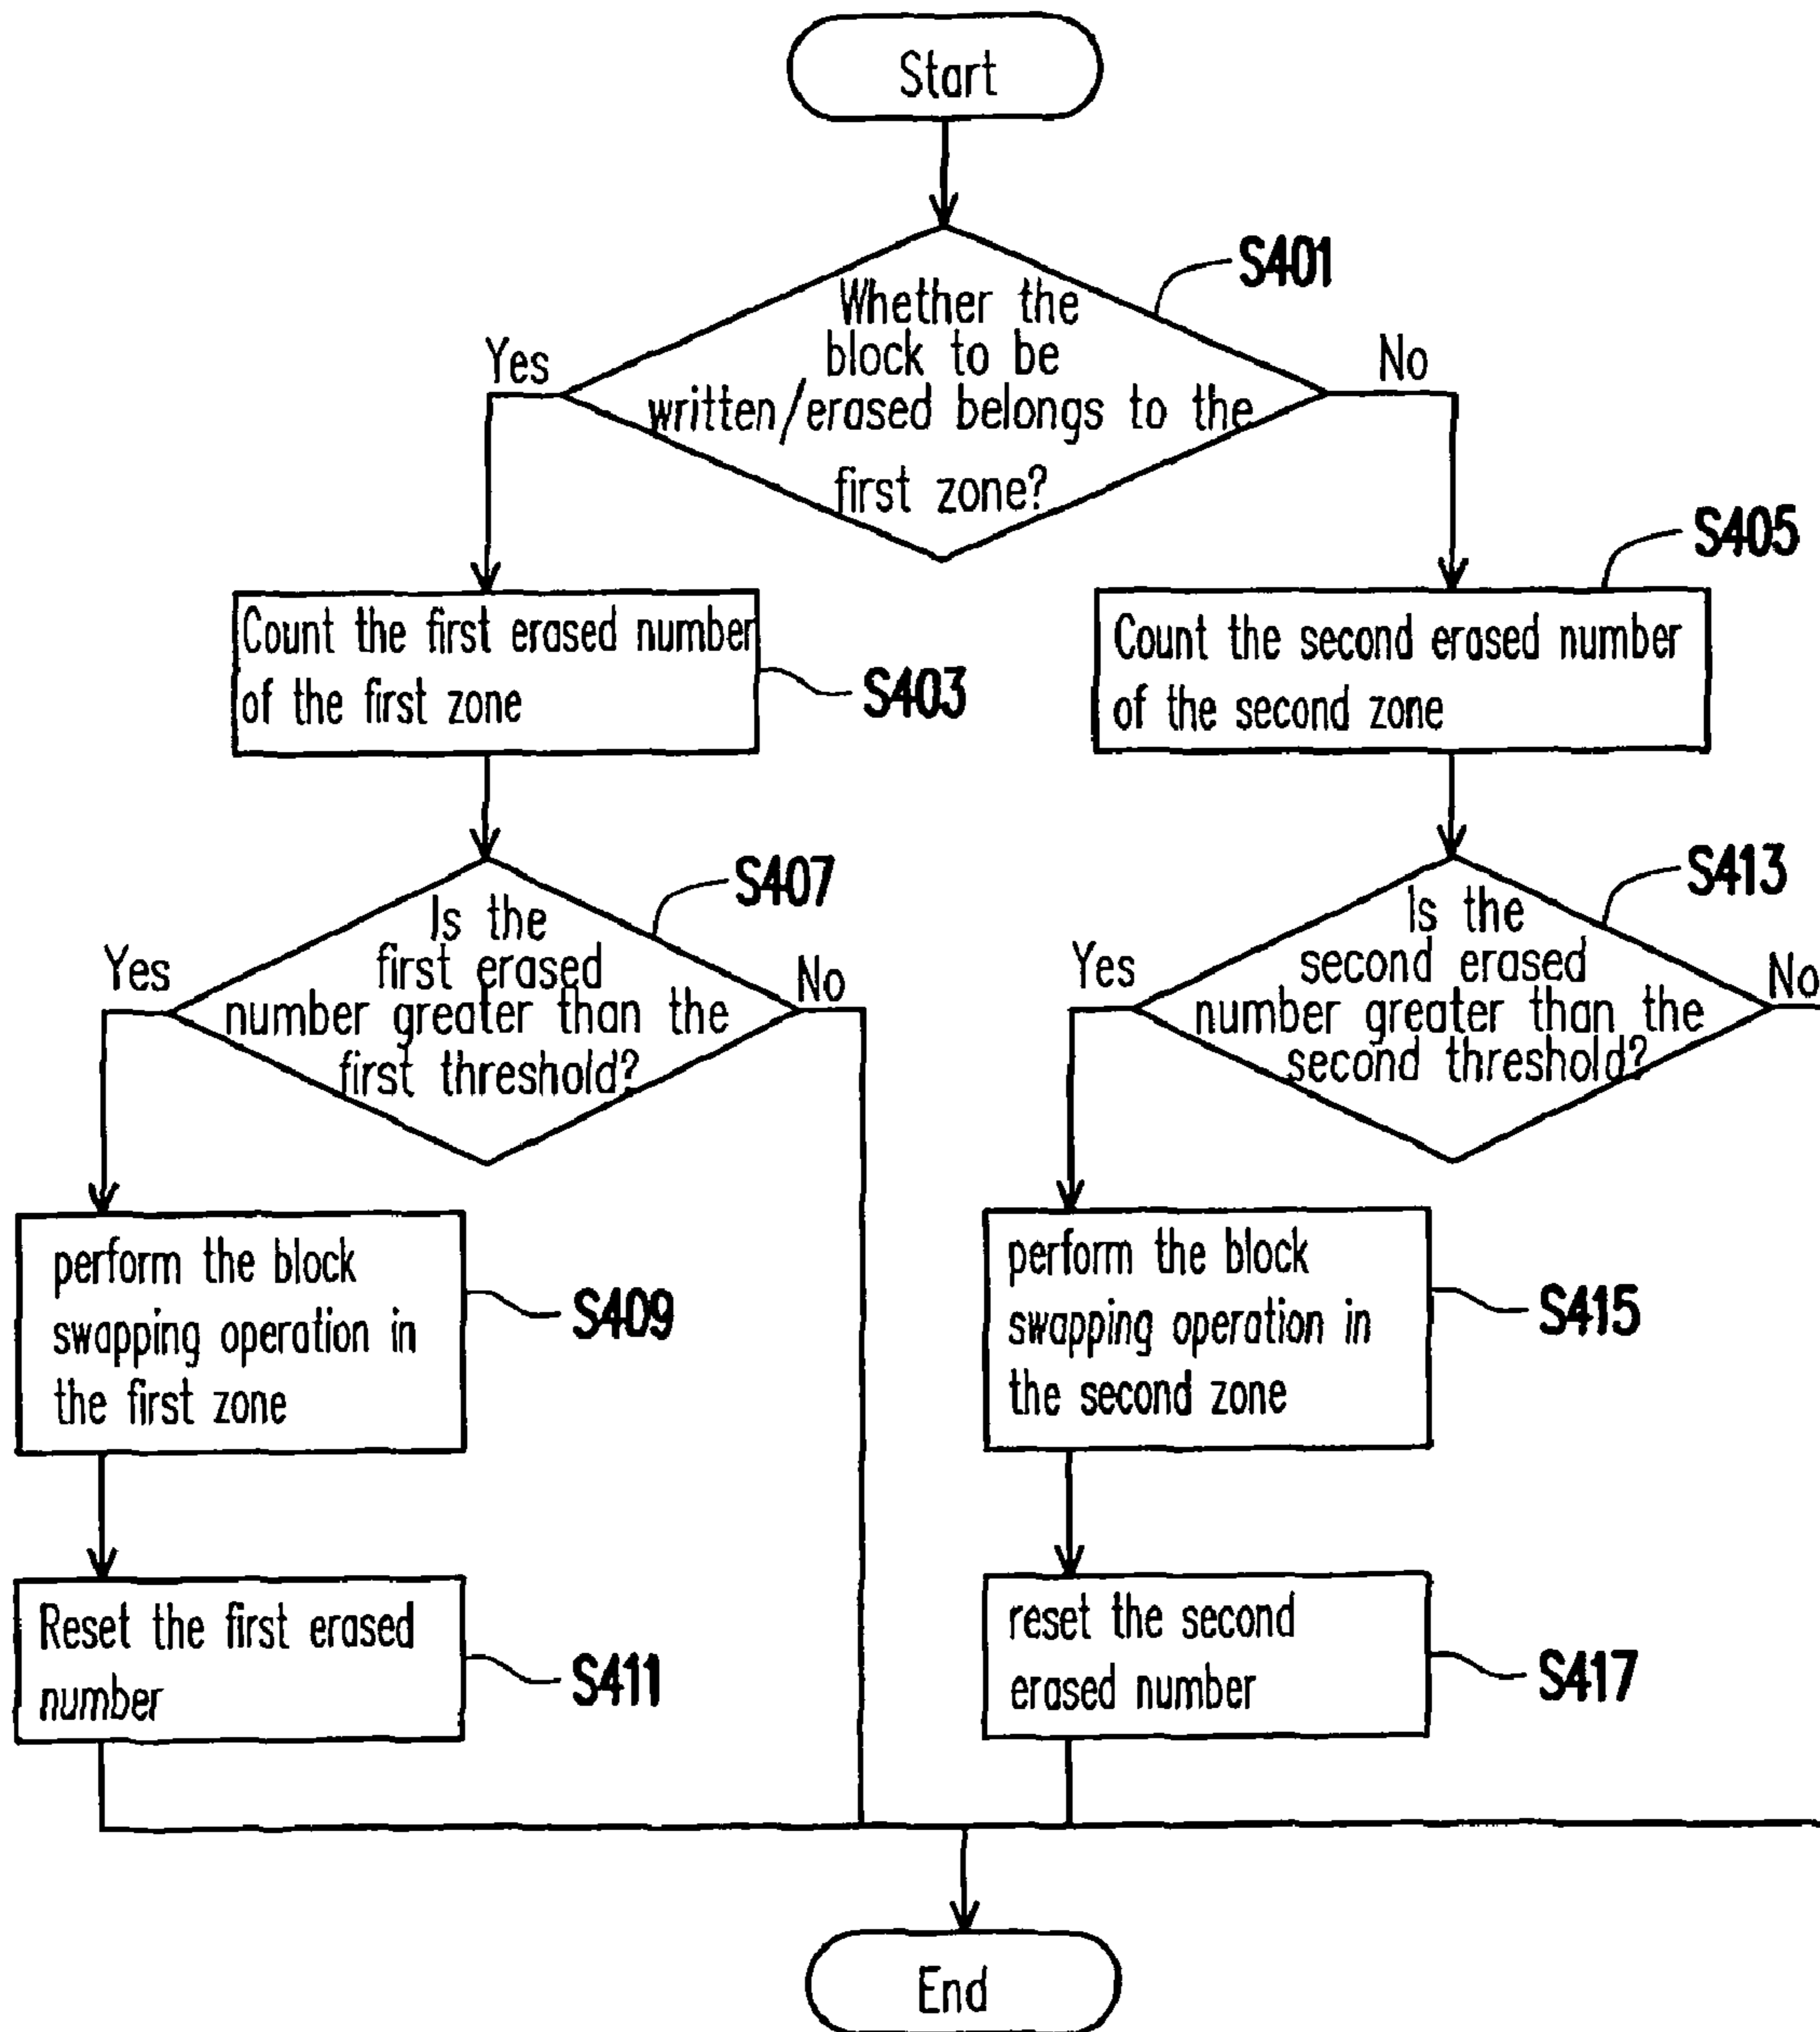 Start
S401
Whether the
block to be
written/erased belongs to the
first zone?
Yes
No
S405
Count the first erased number
of the first zone
S403
Count the second erased number
of the second zone
S407
S413
Is the
first erased
number greater than the
first threshold?
Yes
No
Is the
second erased
number greater than the
second threshold?
Yes
No
perform the block
swapping operation in
the first zone
S409
perform the block
swapping operation in
the second zone
S415
Reset the first erased
number
S411
reset the second
erased number
S417
End